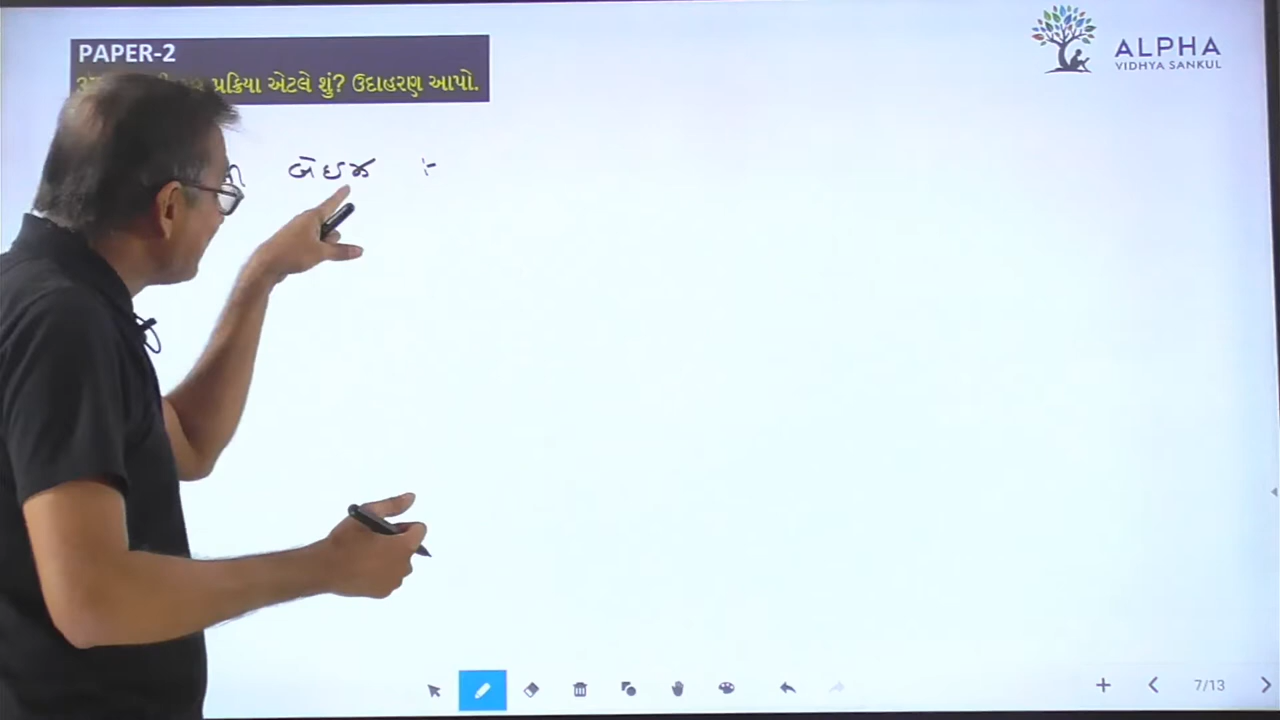 PAPER-2
પ્રક્રિયા એટલે શું? ઉદાહરણ આપો.
ALPHA
VIDHYA SANKUL
બેઇઝ :-
7/13